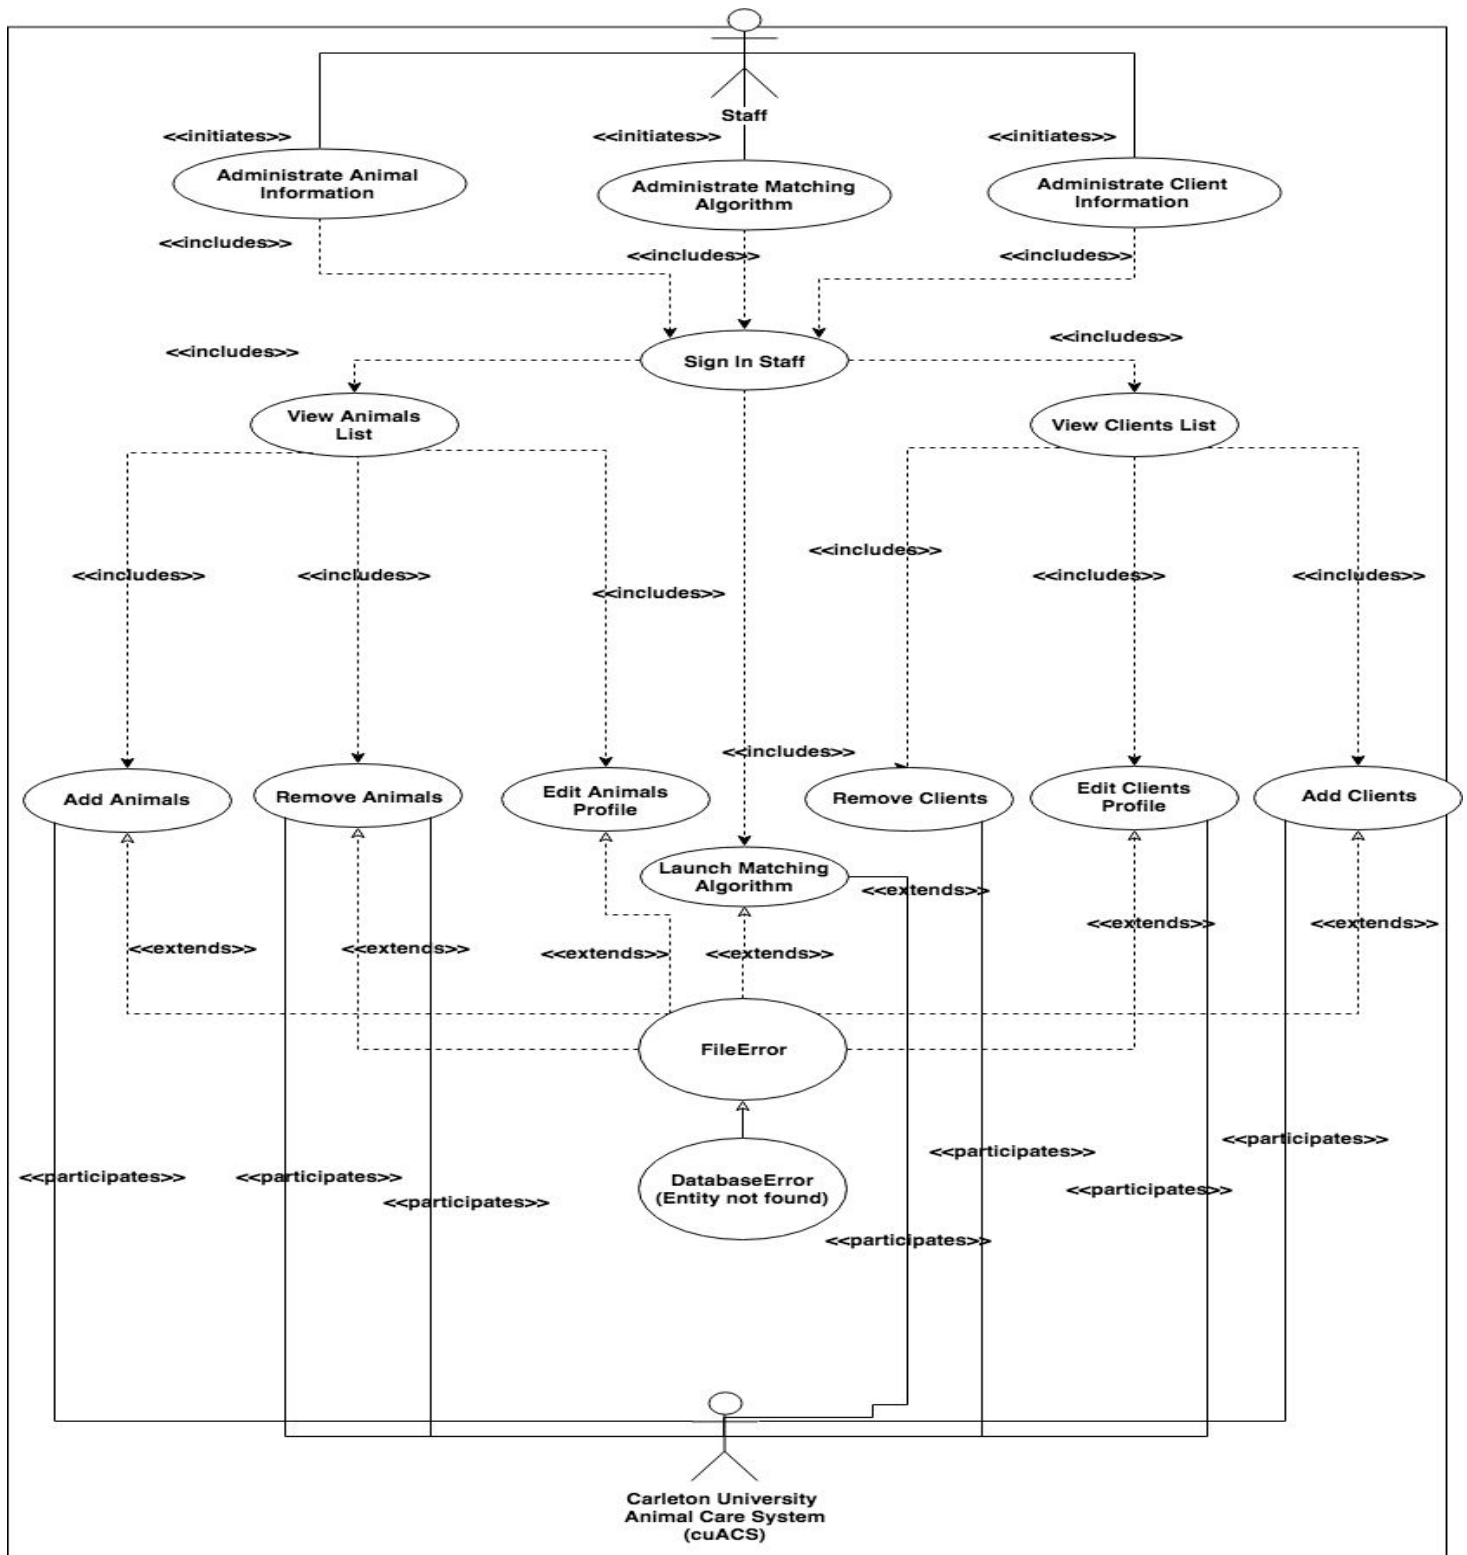 Staff
<<initiates>>
<<initiates>>
<<initiates>>
Administrate Animal
Information
Administrate Matching
Algorithm
Administrate Client
Information
<<includes>>
<<includes>>
<<includes>>
Sign In Staff
<<includes>>
<<includes>>
View Animals
List
View Clients List
<<includes>>
<<includes>>
<<includes>>
<<includes>>
<<includes>>
<<includes>>
<<includes>>
Add Animals
Remove Animals
Edit Animals
Profile
Remove Clients
Edit Clients
Profile
Add Clients
Launch Matching
Algorithm
<<extends>>
<<extends>>
<<extends>>
<<extends>>
<<extends>>
<<extends>>
<<extends>>
FileError
<<participates>>
<<participates>>
<<participates>>
DatabaseError
(Entity not found)
<<participates>>
<<participates>>
<<participates>>
<<participates>>
Carleton University
Animal Care System
(cuACS)